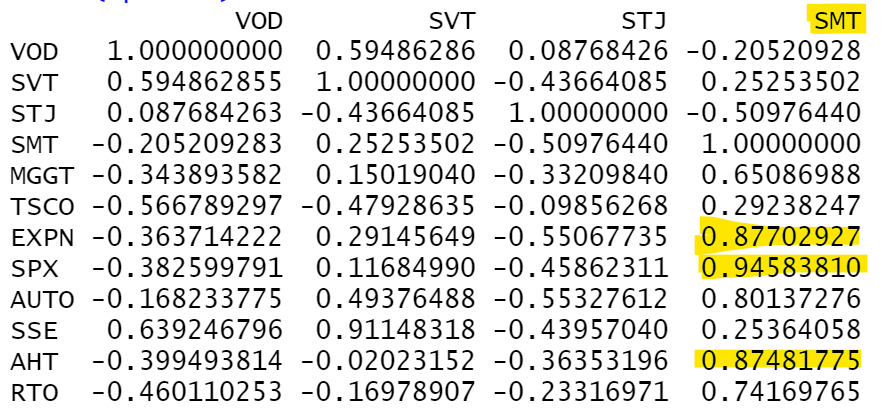 VOD SVT STJ SMT
VOD 1.000000000 0.59486286 0.08768426 -0.20520928
SVT 0.594862855 1.00000000 -0.43664085 0.25253502
STJ 0.087684263 -0.43664085 1.00000000 -0.50976440
SMT -0.205209283 0.25253502 -0.50976440 1.00000000
MGGT -0.343893582 0.15019040 -0.33209840 0.65086988
TSCO -0.566789297 -0.47928635 -0.09856268 0.29238247
EXPN -0.363714222 0.29145649 -0.55067735 0.87702927
SPX -0.382599791 0.11684990 -0.45862311 0.94583810
AUTO -0.168233775 0.49376488 -0.55327612 0.80137276
SSE 0.639246796 0.91148318 -0.43957040 0.25364058
AHT -0.399493814 -0.02023152 -0.36353196 0.87481775
RTO -0.460110253 -0.16978907 -0.23316971 0.74169765